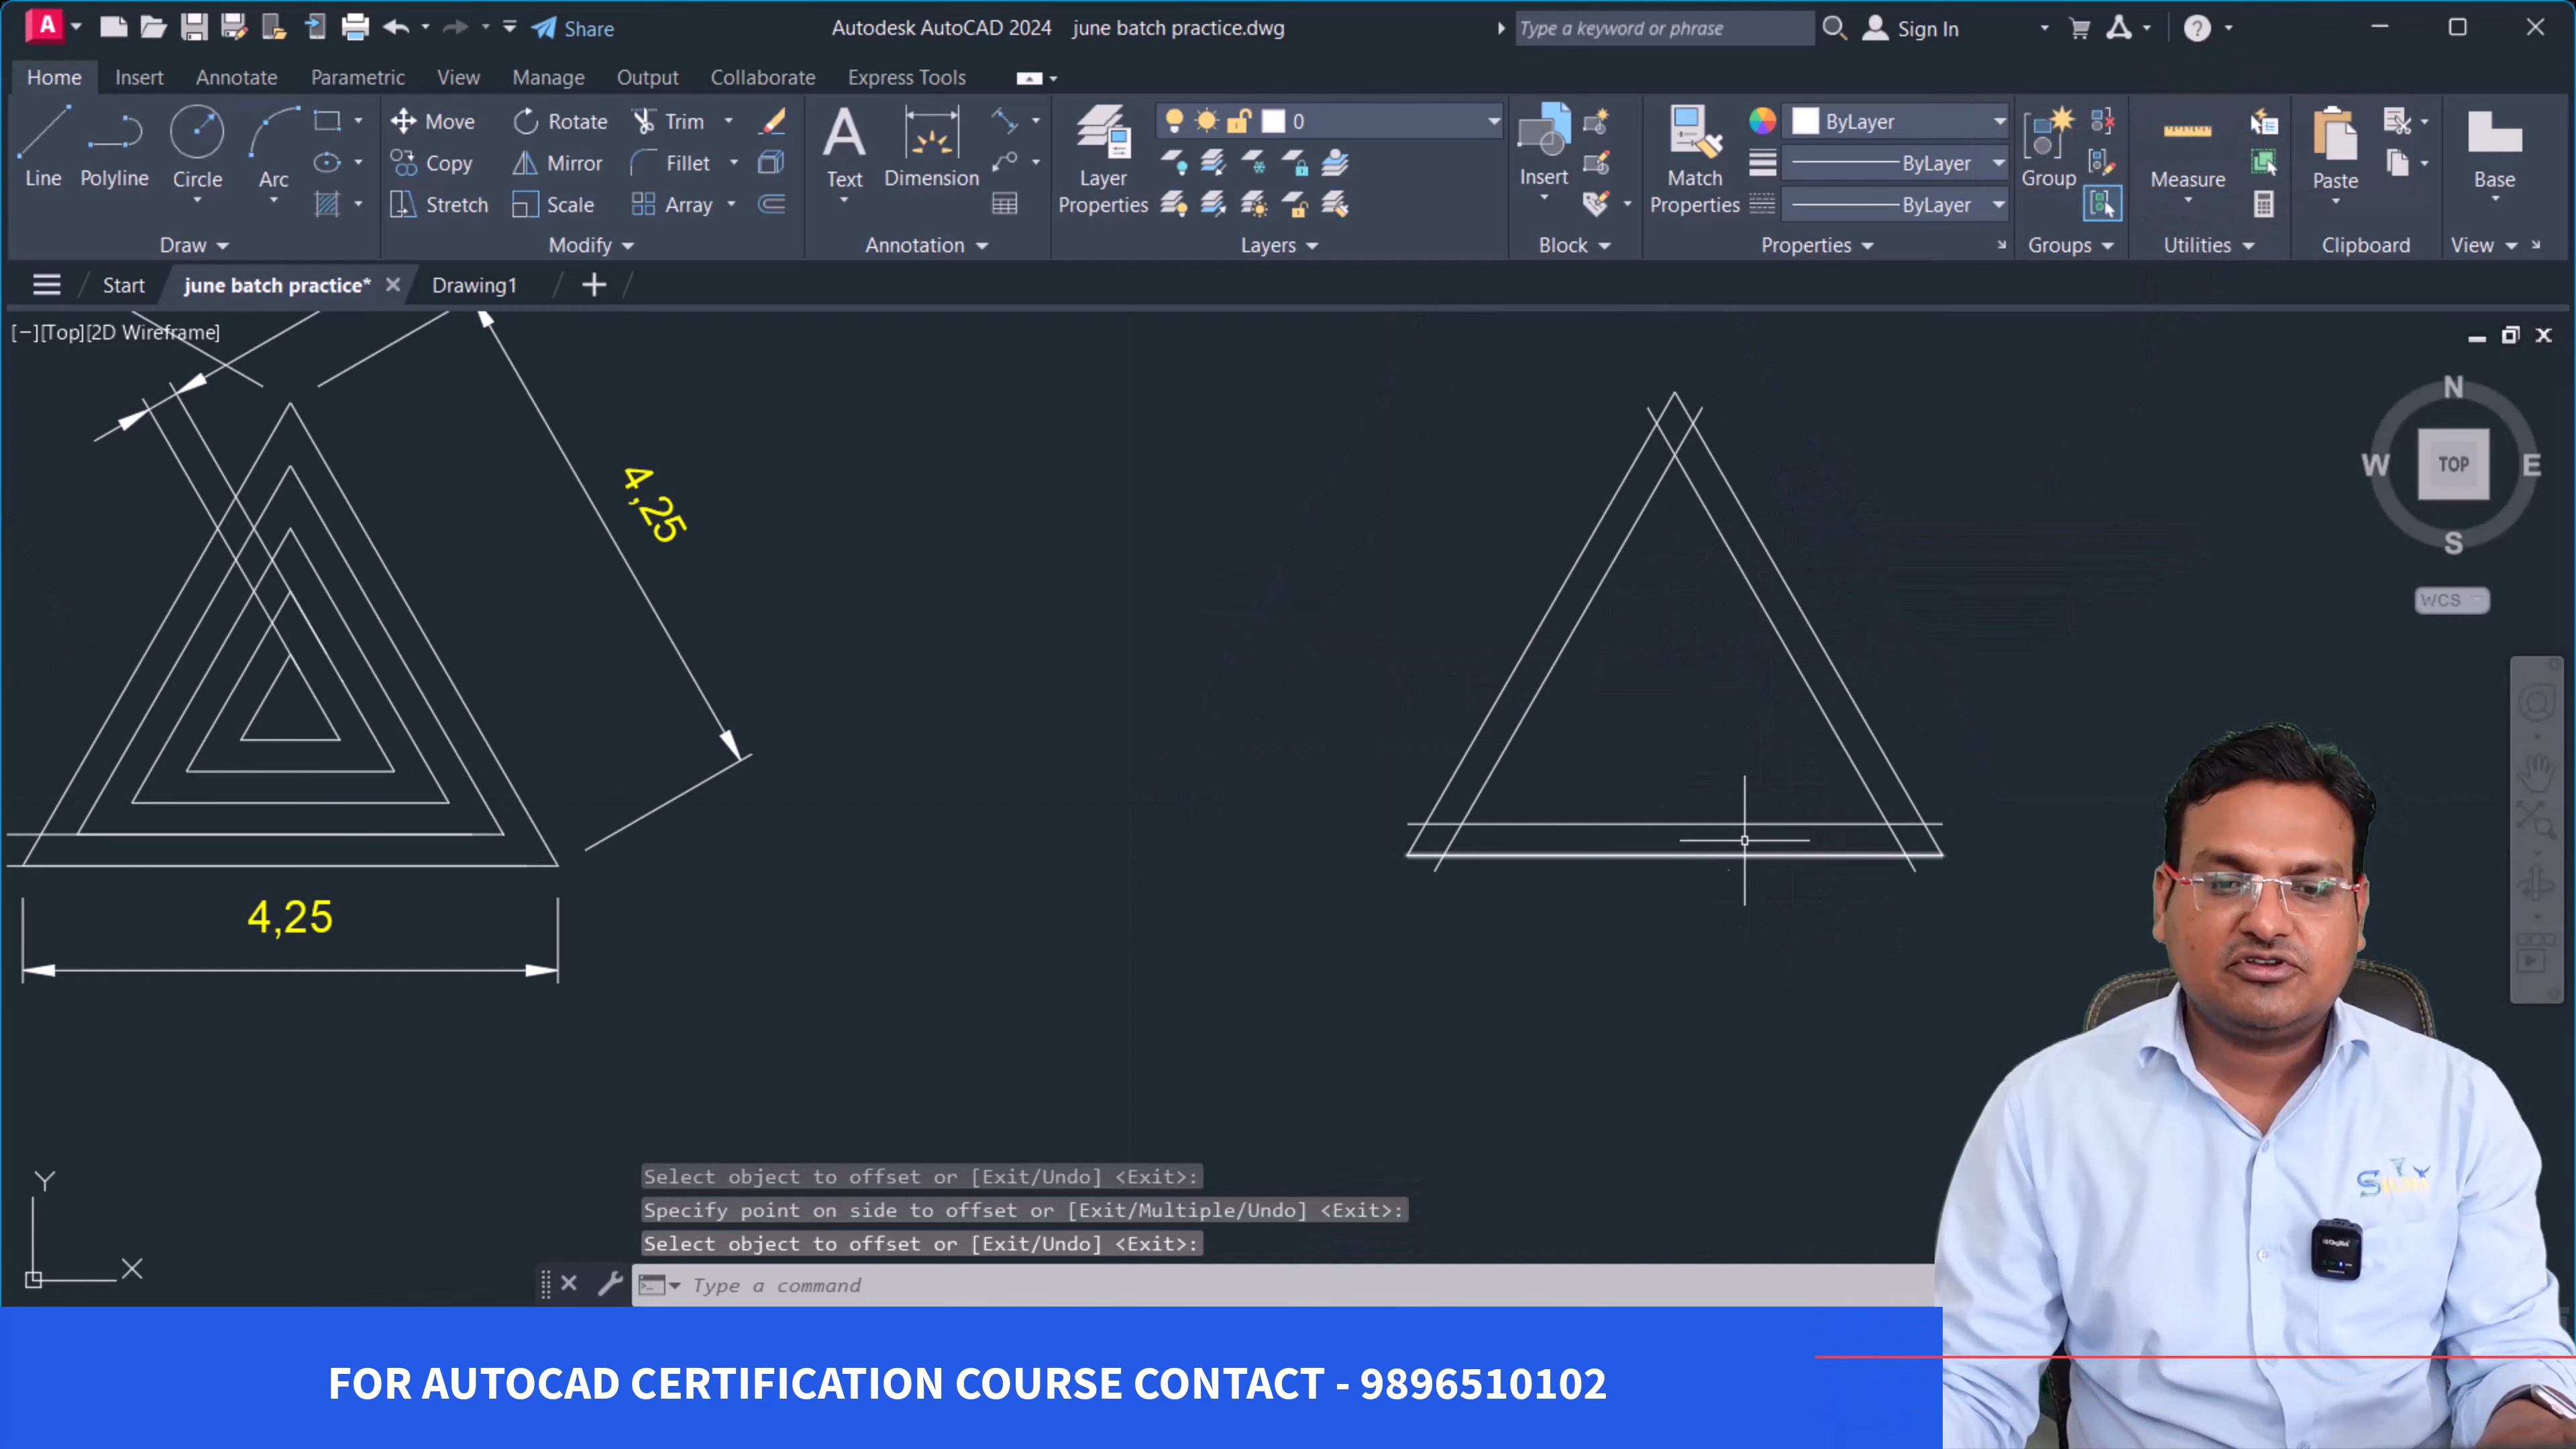 A
Share
Autodesk AutoCAD 2024 june batch practice.dwg
Type a keyword or phrase
Sign In
?
Home Insert Annotate Parametric View Manage Output Collaborate Express Tools
Line Polyline Circle Arc
Move Rotate Trim
Copy Mirror Fillet
Stretch Scale Array
A
Text Dimension
Layer Properties
0
Insert
Match Properties
ByLayer
ByLayer
ByLayer
Group
Measure
Paste
Base
Draw Modify Annotation Layers Block Properties Groups Utilities Clipboard View
Start june batch practice* Drawing1
[−][Top][2D Wireframe]
N
W TOP E
S
WCS
4,25
4,25
Y
X
Select object to offset or [Exit/Undo] <Exit>:
Specify point on side to offset or [Exit/Multiple/Undo] <Exit>:
Select object to offset or [Exit/Undo] <Exit>:
Type a command
FOR AUTOCAD CERTIFICATION COURSE CONTACT - 9896510102